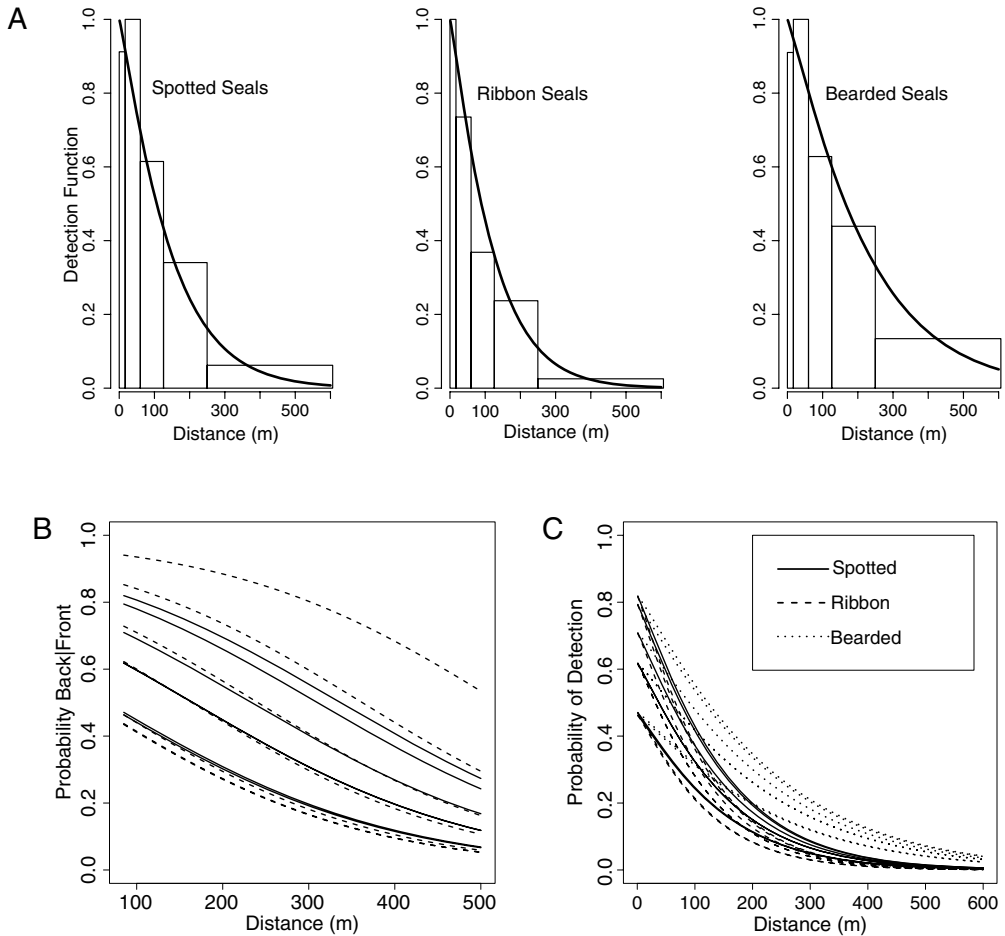 A
Detection Function
0.0 0.2 0.4 0.6 0.8 1.0
Spotted Seals
0 100 300 500
Distance (m)
0.0 0.2 0.4 0.6 0.8 1.0
Ribbon Seals
0 100 300 500
Distance (m)
0.0 0.2 0.4 0.6 0.8 1.0
Bearded Seals
0 100 300 500
Distance (m)
B
Probability Back|Front
0.0 0.2 0.4 0.6 0.8 1.0
100 200 300 400 500
Distance (m)
C
Probability of Detection
0.0 0.2 0.4 0.6 0.8 1.0
Spotted
Ribbon
Bearded
0 100 200 300 400 500 600
Distance (m)